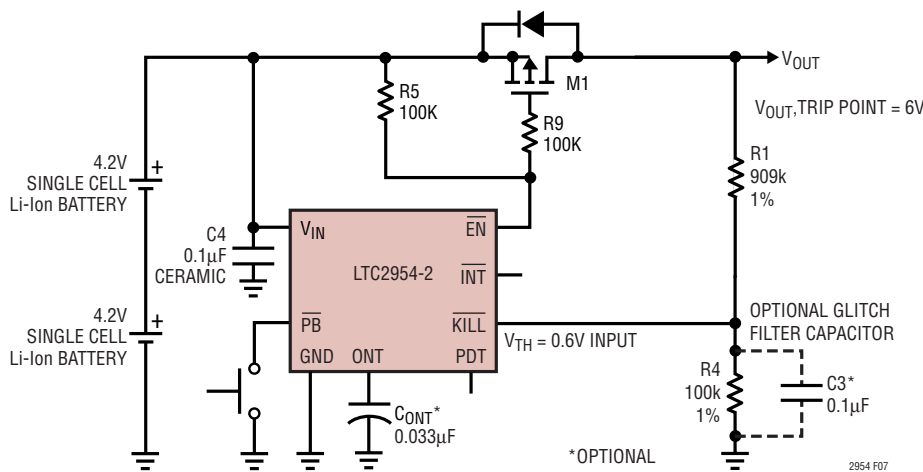 VOUT
M1
R5
100K
R9
100K
VOUT,TRIP POINT = 6V
R1
909k
1%
4.2V
SINGLE CELL
Li-Ion BATTERY
+
C4
0.1µF
CERAMIC
VIN
EN
LTC2954-2
INT
OPTIONAL GLITCH
FILTER CAPACITOR
4.2V
SINGLE CELL
Li-Ion BATTERY
+
PB
KILL
VTH = 0.6V INPUT
GND
ONT
PDT
R4
100k
1%
C3*
0.1µF
CONT*
0.033µF
*OPTIONAL
2954 F07